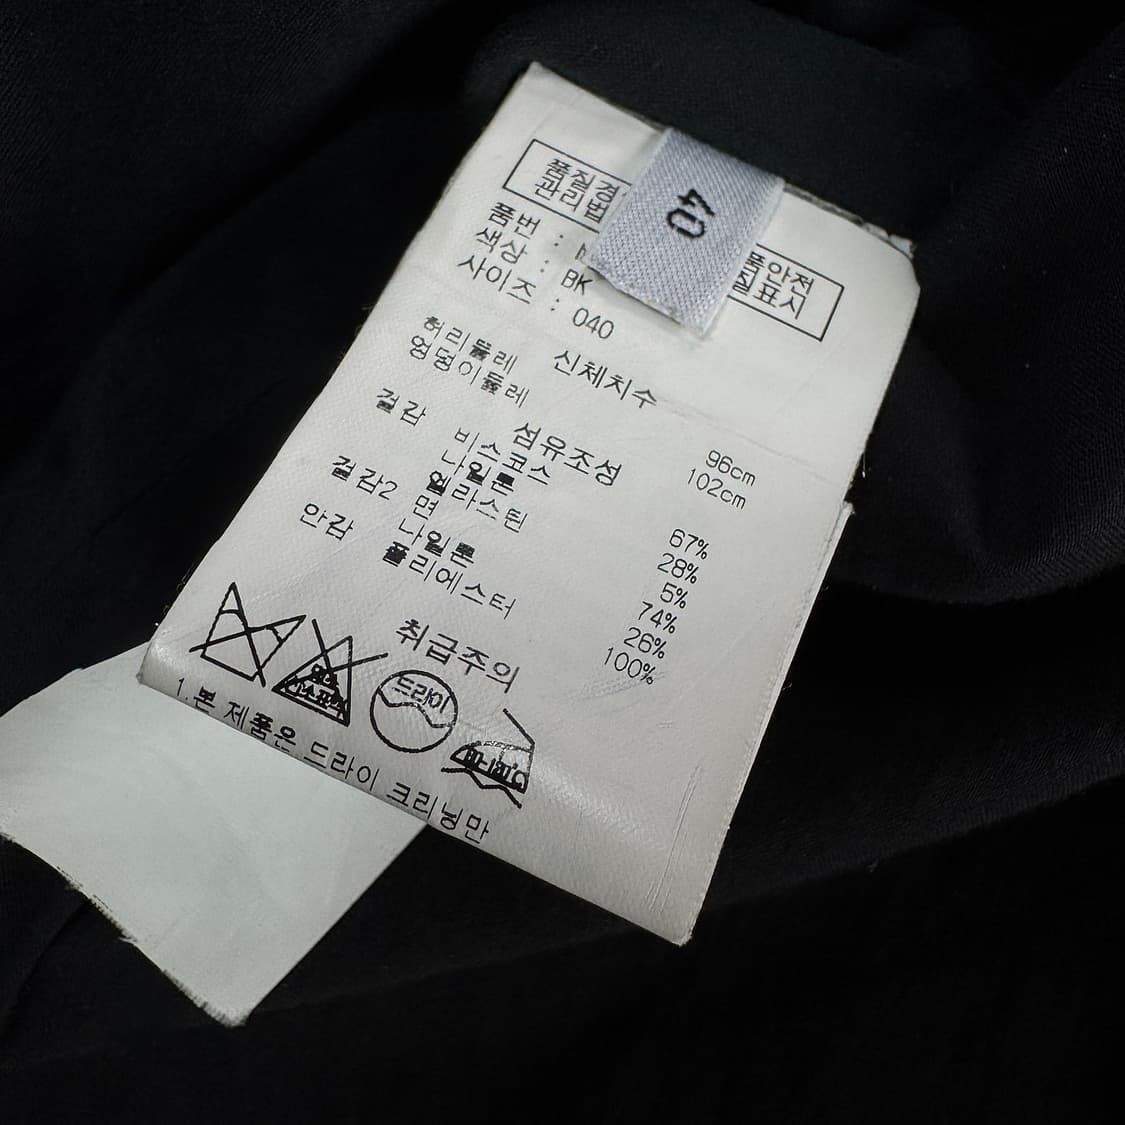 40
품질경
관리법
품안전
질표시
품번 :
색상 : BK
사이즈 : 040
신체치수
허리둘레 96cm
엉덩이둘레 102cm
섬유조성
겉감 비스코스 67%
나일론 28%
엘라스틴 5%
겉감2 면 74%
나일론 26%
안감 폴리에스터 100%
취급주의
드라이
80-120℃
1.본 제품은 드라이 크리닝만